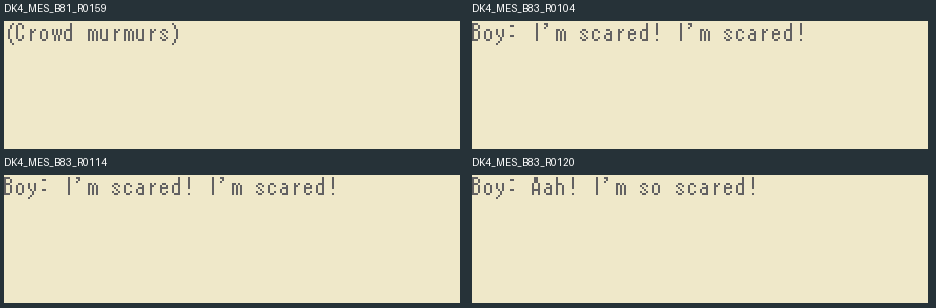 DK4_MES_B81_R0159
(Crowd murmurs)
DK4_MES_B83_R0104
Boy: I'm scared! I'm scared!
DK4_MES_B83_R0114
Boy: I'm scared! I'm scared!
DK4_MES_B83_R0120
Boy: Aah! I'm so scared!